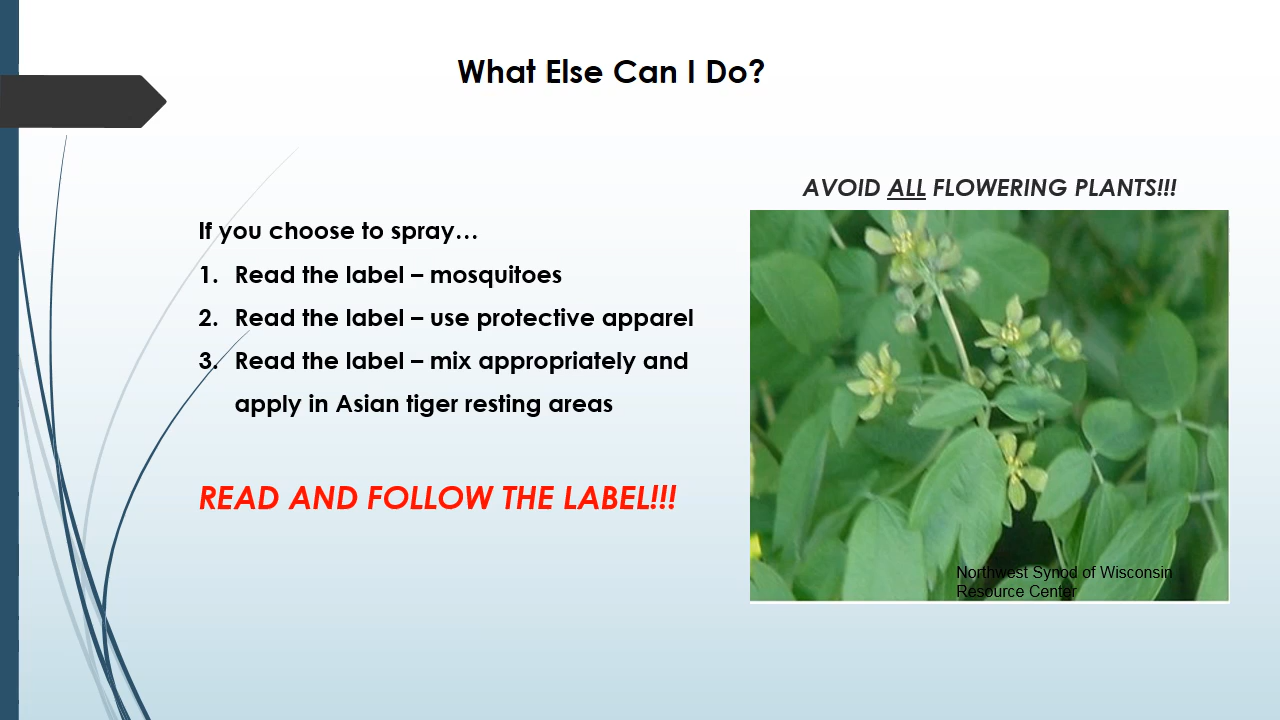 What Else Can I Do?
If you choose to spray…
1. Read the label – mosquitoes
2. Read the label – use protective apparel
3. Read the label – mix appropriately and
apply in Asian tiger resting areas
READ AND FOLLOW THE LABEL!!!
AVOID ALL FLOWERING PLANTS!!!
Northwest Synod of Wisconsin
Resource Center